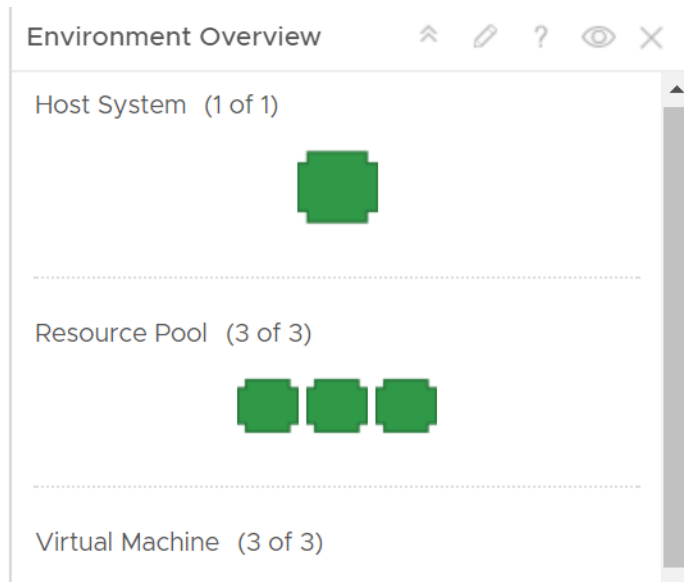 Environment Overview ?
Host System (1 of 1)
Resource Pool (3 of 3)
Virtual Machine (3 of 3)